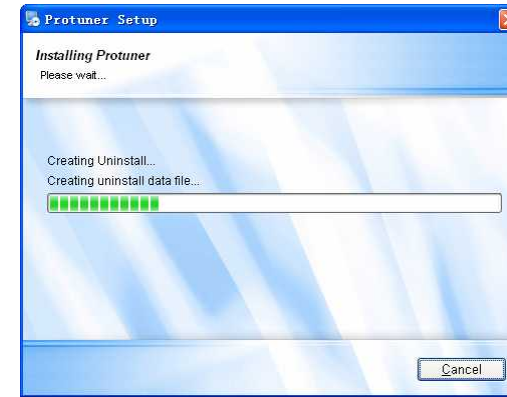 Protuner Setup
Installing Protuner
Please wait...
Creating Uninstall...
Creating uninstall data file...
Cancel